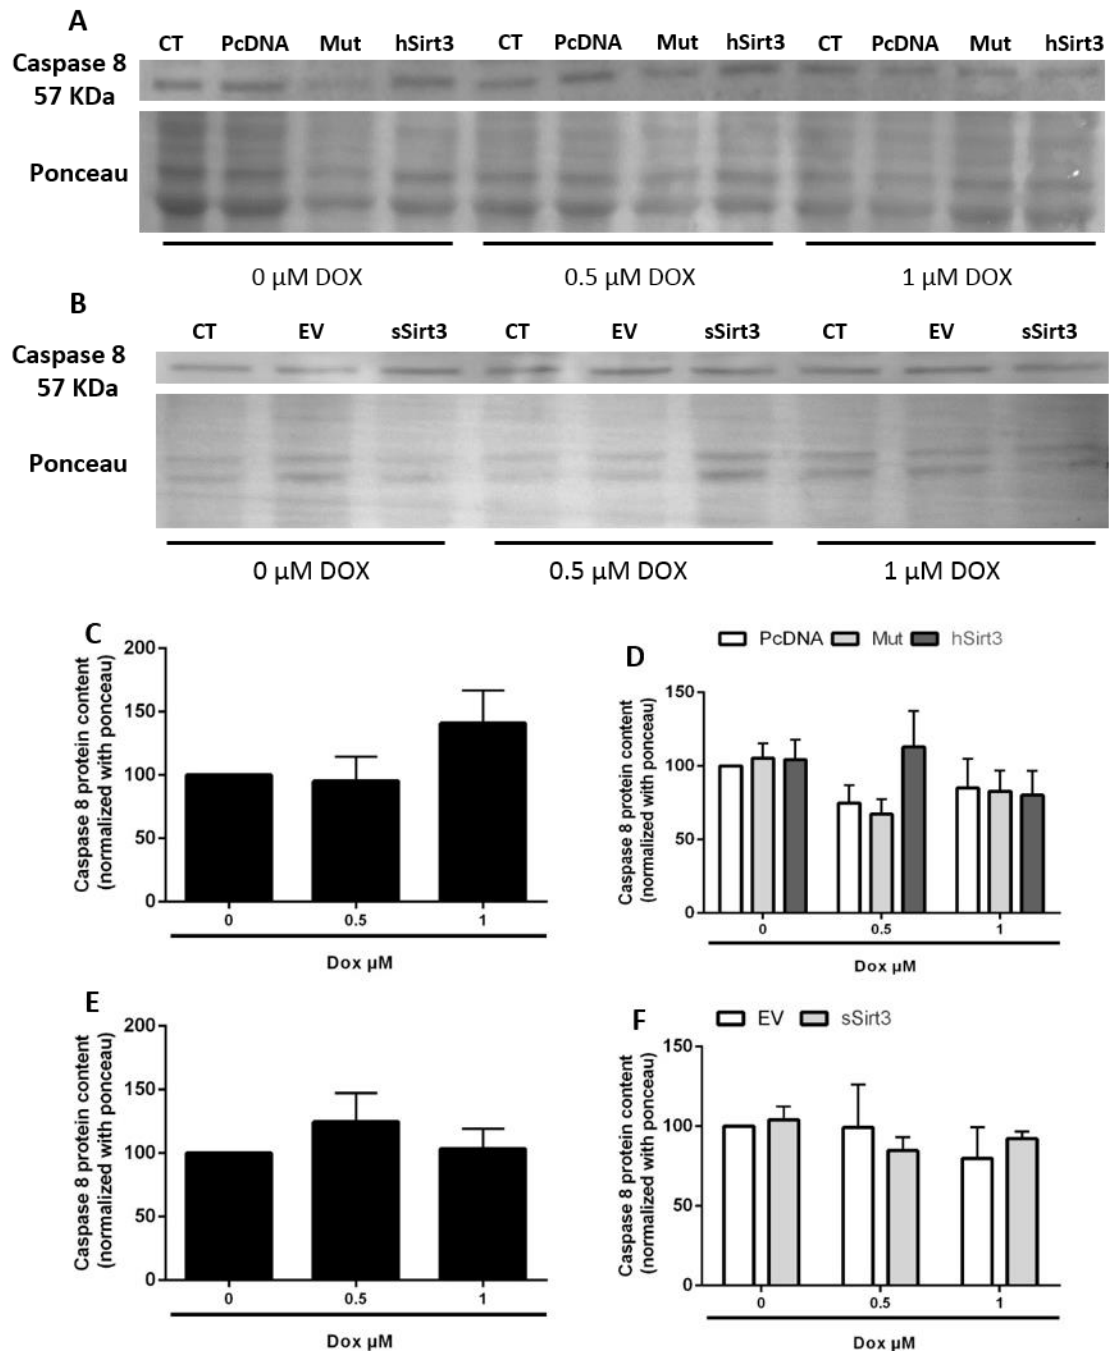 A
CT PcDNA Mut hSirt3 CT PcDNA Mut hSirt3 CT PcDNA Mut hSirt3
Caspase 8
57 KDa
Ponceau
0 µM DOX 0.5 µM DOX 1 µM DOX
B
CT EV sSirt3 CT EV sSirt3 CT EV sSirt3
Caspase 8
57 KDa
Ponceau
0 µM DOX 0.5 µM DOX 1 µM DOX
C
Caspase 8 protein content
(normalized with ponceau)
200
150
100
50
0
0 0.5 1
Dox µM
D
PcDNA Mut hSirt3
Caspase 8 protein content
(normalized with ponceau)
150
100
50
0
0 0.5 1
Dox µM
E
Caspase 8 protein content
(normalized with ponceau)
200
150
100
50
0
0 0.5 1
Dox µM
F
EV sSirt3
Caspase 8 protein content
(normalized with ponceau)
150
100
50
0
0 0.5 1
Dox µM